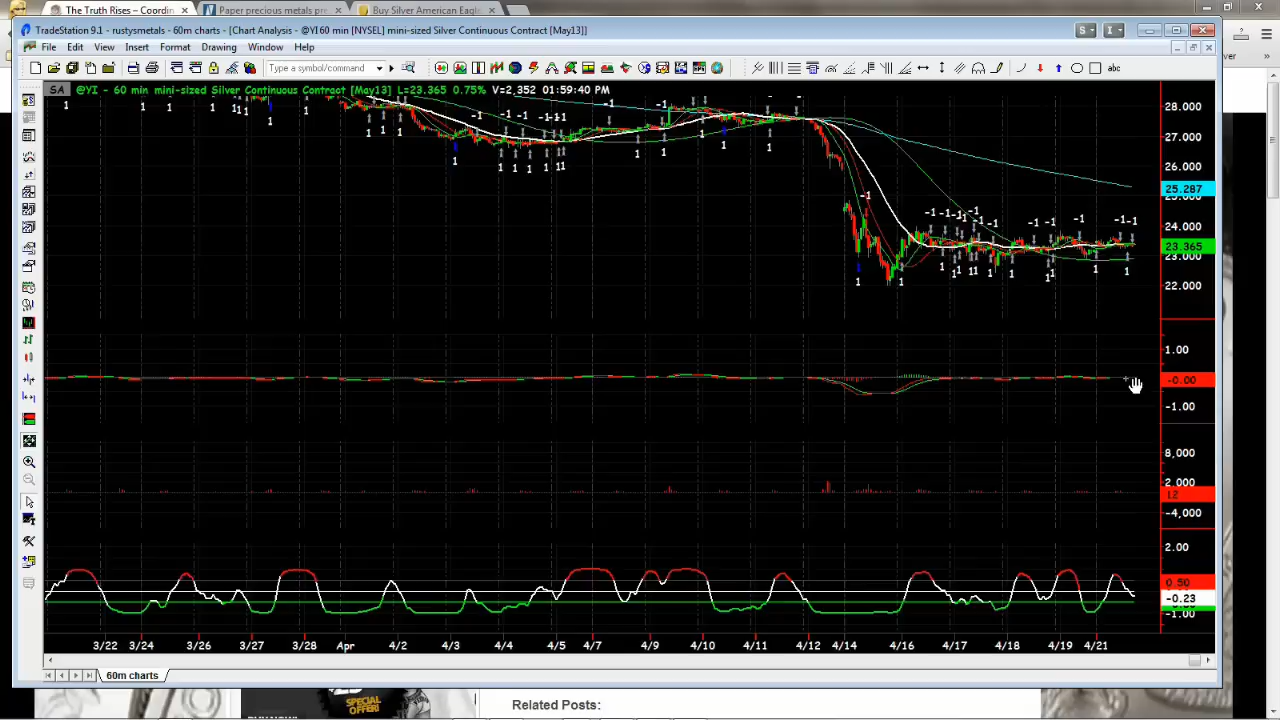 The Truth Rises – Coordin
Paper precious metals pre
Buy Silver American Eagle
TradeStation 9.1 - rustysmetals - 60m charts - [Chart Analysis - @YI 60 min [NYSEL] mini-sized Silver Continuous Contract [May13]]
S I
File Edit View Insert Format Drawing Window Help
Type a symbol/command
abc
SA @YI - 60 min mini-sized Silver Continuous Contract [May13] L=23.365 0.75% V=2,352 01:59:40 PM
28.000
27.000
26.000
25.287
24.000
23.365
23.000
22.000
1.00
-0.00
-1.00
8,000
2,000
12
-4,000
2.00
0.50
-0.23
-1.00
3/22 3/24 3/26 3/27 3/28 Apr 4/2 4/3 4/4 4/5 4/7 4/9 4/10 4/11 4/12 4/14 4/16 4/17 4/18 4/19 4/21
60m charts
SPECIAL
OFFER!
Related Posts: